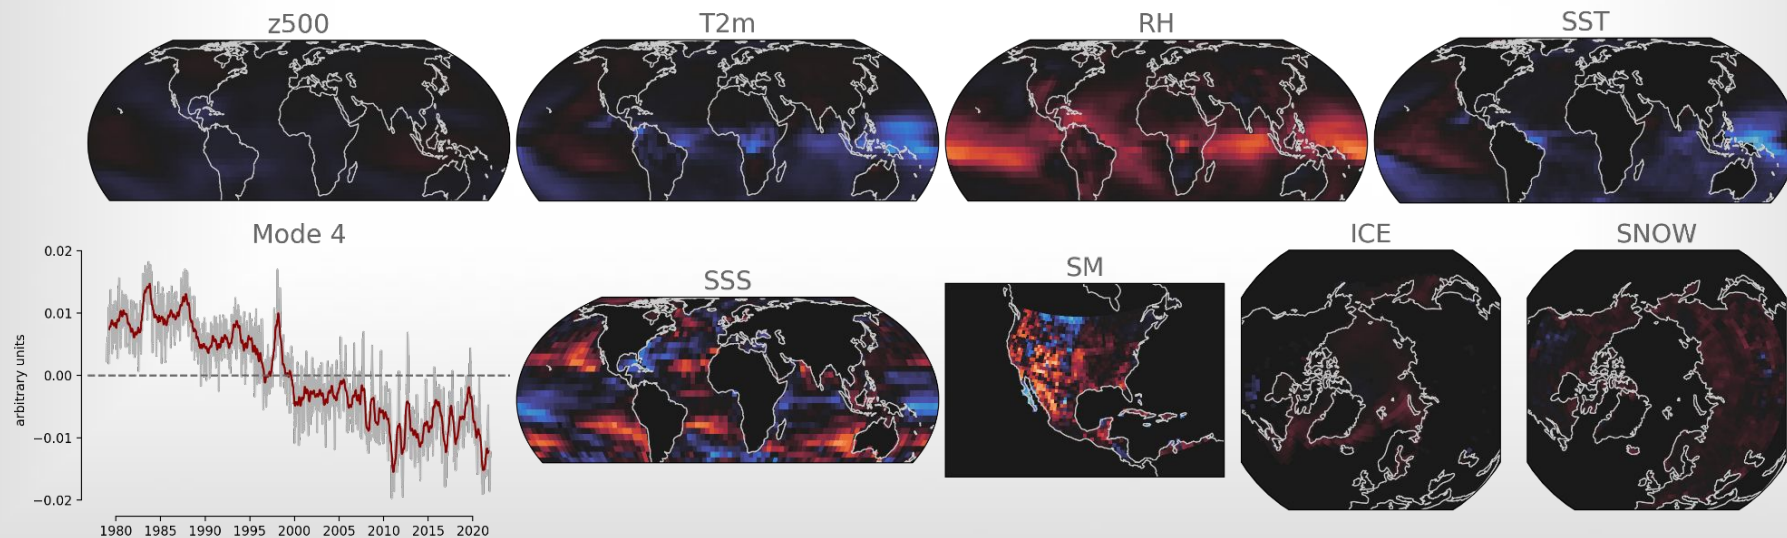 z500
T2m
RH
SST
Mode 4
SSS
SM
ICE
SNOW
arbitrary units
0.02
0.01
0.00
−0.01
−0.02
1980 1985 1990 1995 2000 2005 2010 2015 2020